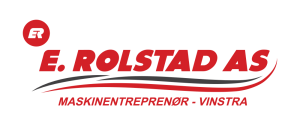 ER
E. ROLSTAD AS
MASKINENTREPRENØR - VINSTRA